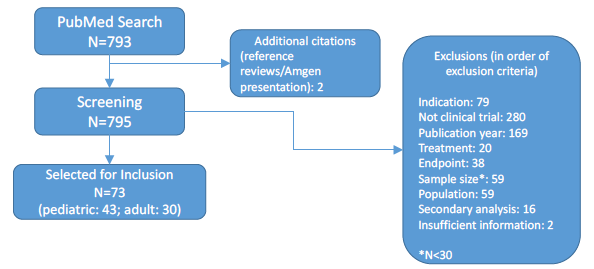 PubMed Search
N=793
Additional citations
(reference
reviews/Amgen
presentation): 2
Screening
N=795
Selected for Inclusion
N=73
(pediatric: 43; adult: 30)
Exclusions (in order of
exclusion criteria)
Indication: 79
Not clinical trial: 280
Publication year: 169
Treatment: 20
Endpoint: 38
Sample size*: 59
Population: 59
Secondary analysis: 16
Insufficient information: 2
*N<30